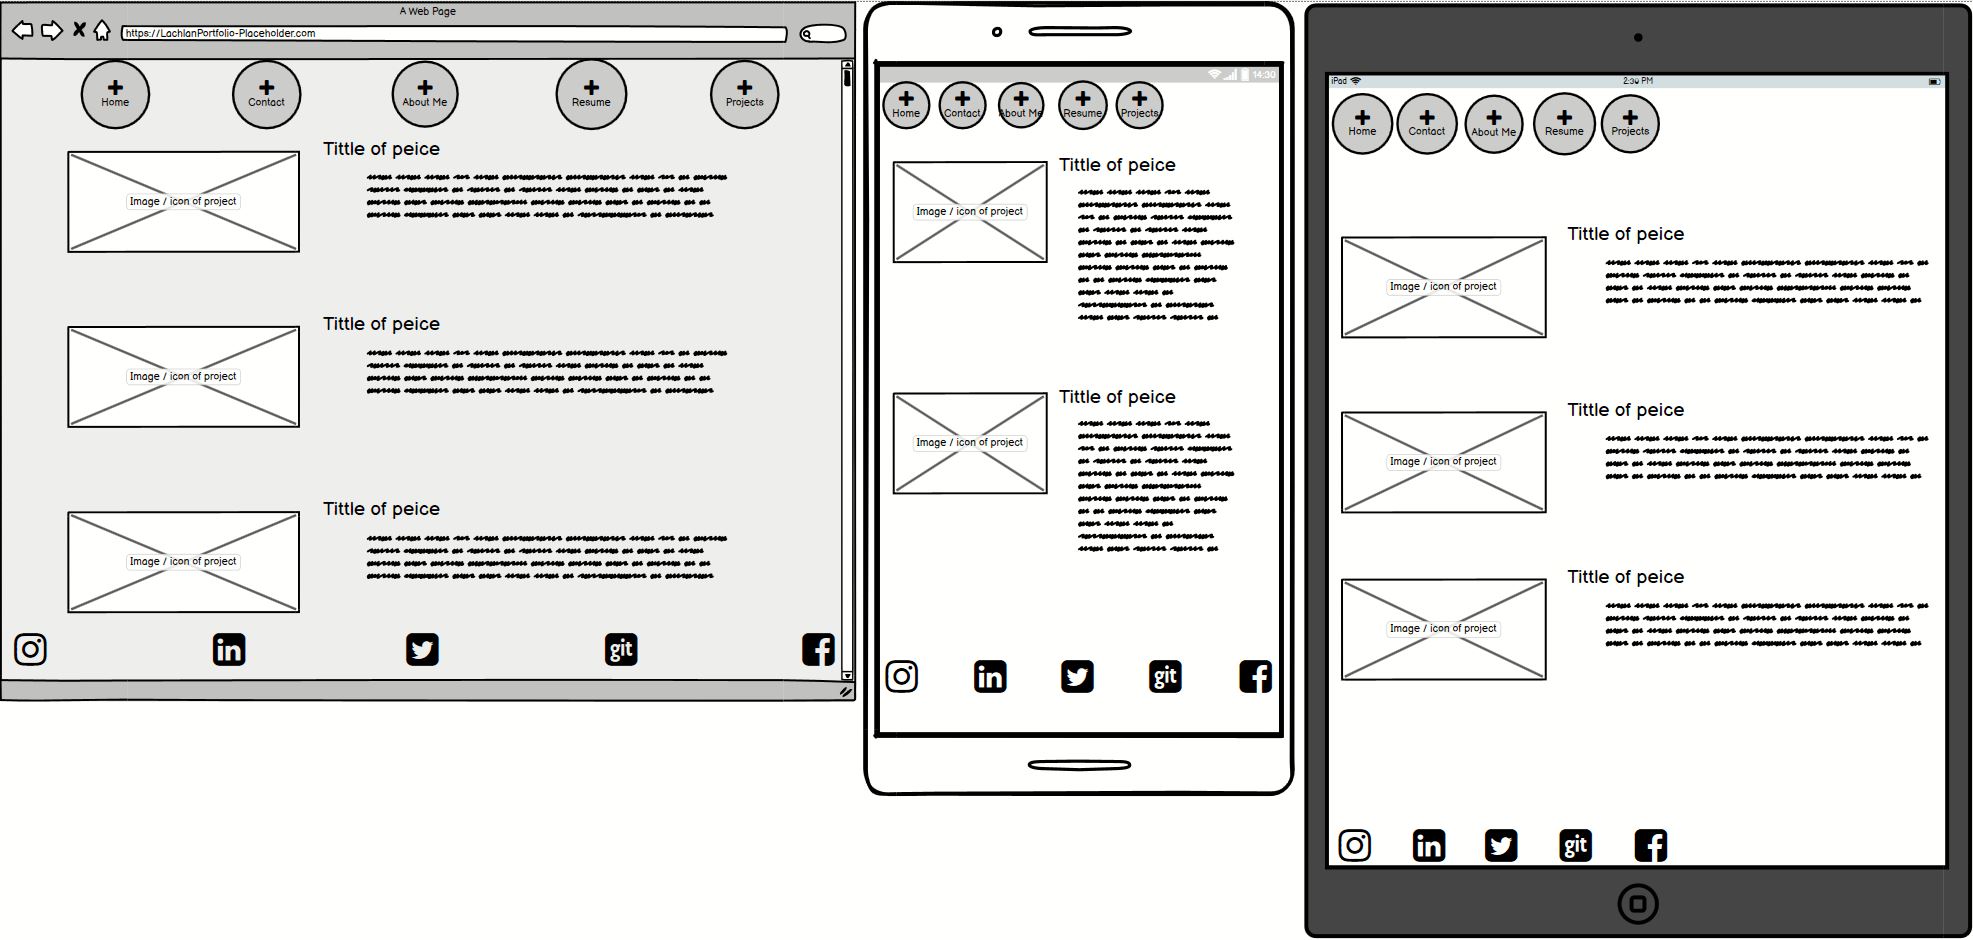 A Web Page
https://LachlanPortfolio-Placeholder.com
Home
Contact
About Me
Resume
Projects
Tittle of peice
Image / icon of project
Tittle of peice
Image / icon of project
Tittle of peice
Image / icon of project
in
git
14:30
Home
Contact
About Me
Resume
Projects
Tittle of peice
Image / icon of project
Tittle of peice
Image / icon of project
in
git
iPad
2:30 PM
Home
Contact
About Me
Resume
Projects
Tittle of peice
Image / icon of project
Tittle of peice
Image / icon of project
Tittle of peice
Image / icon of project
in
git